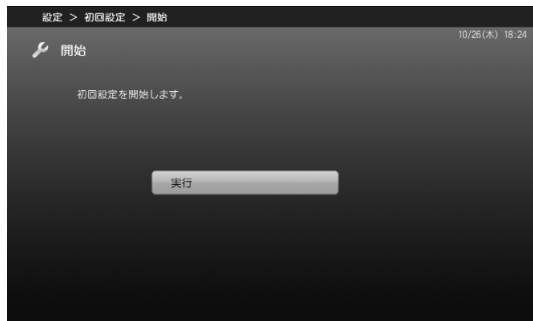 設定 ＞ 初回設定 ＞ 開始
10/26(木) 18:24
開始
初回設定を開始します。
実行